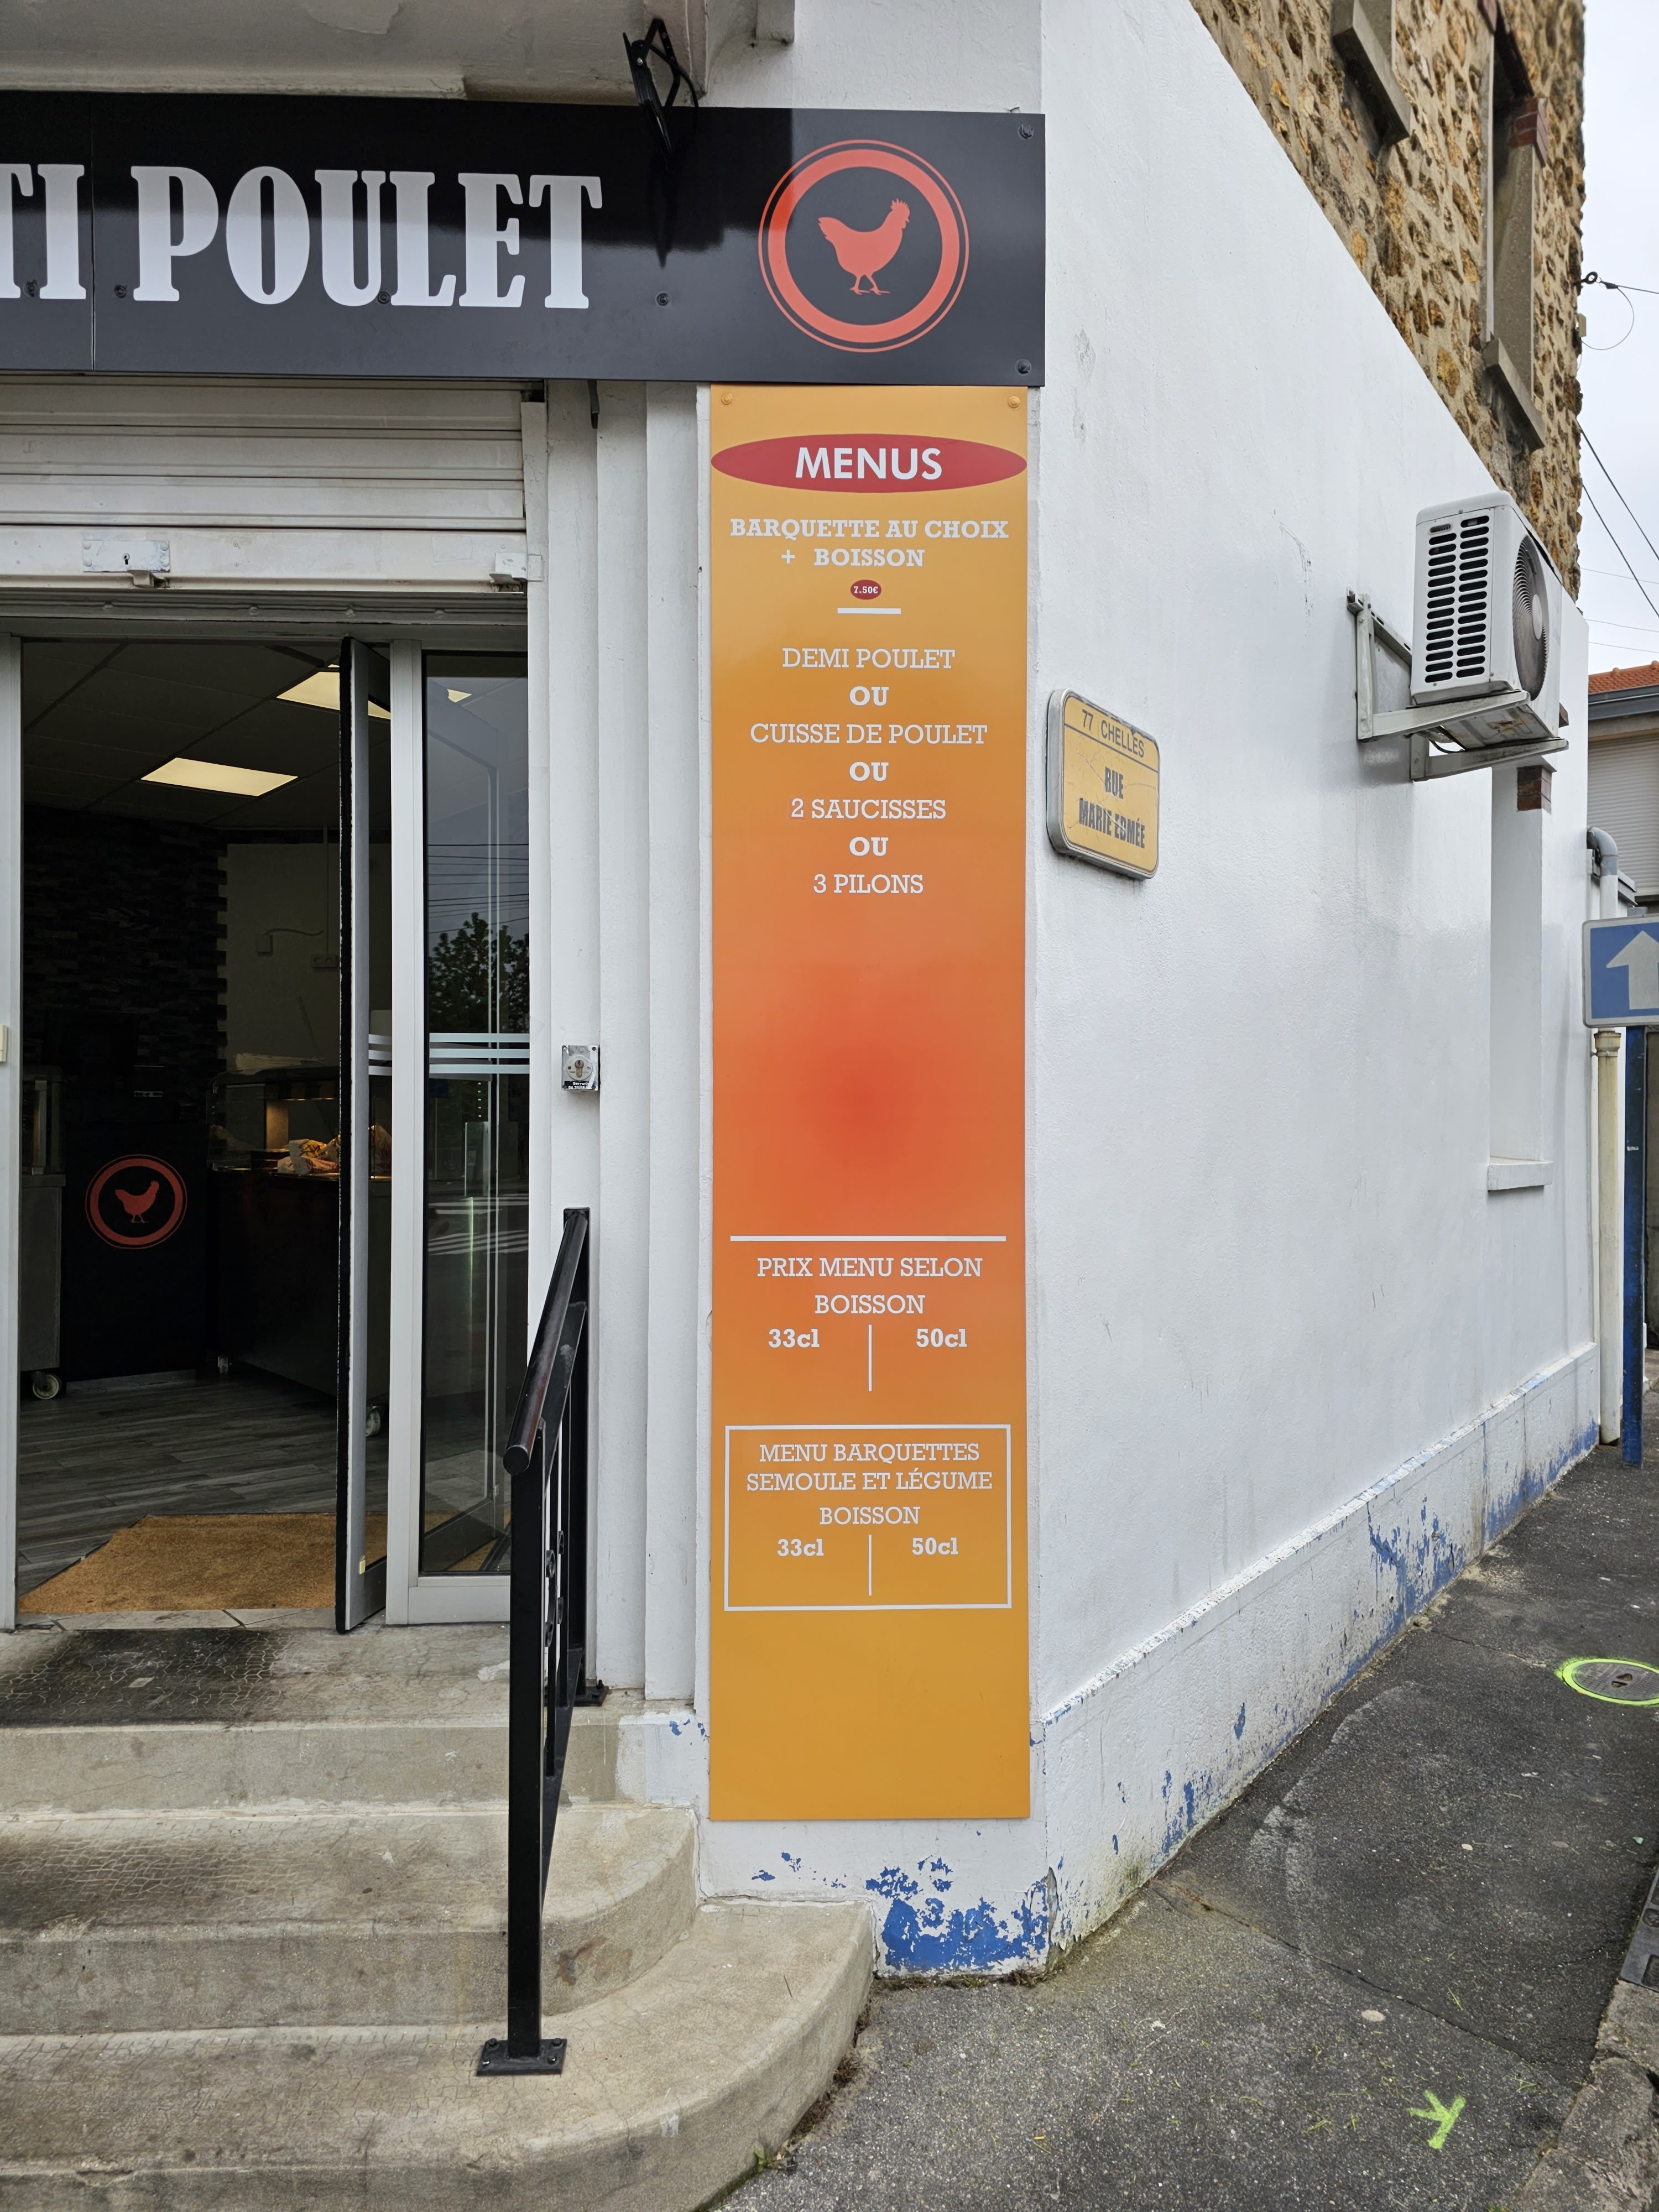 TI POULET
MENUS
BARQUETTE AU CHOIX
+ BOISSON
7.50€
DEMI POULET
OU
CUISSE DE POULET
OU
2 SAUCISSES
OU
3 PILONS
PRIX MENU SELON
BOISSON
33cl 50cl
MENU BARQUETTES
SEMOULE ET LÉGUME
BOISSON
33cl 50cl
77 CHELLES
RUE
MARIE EDMÉE